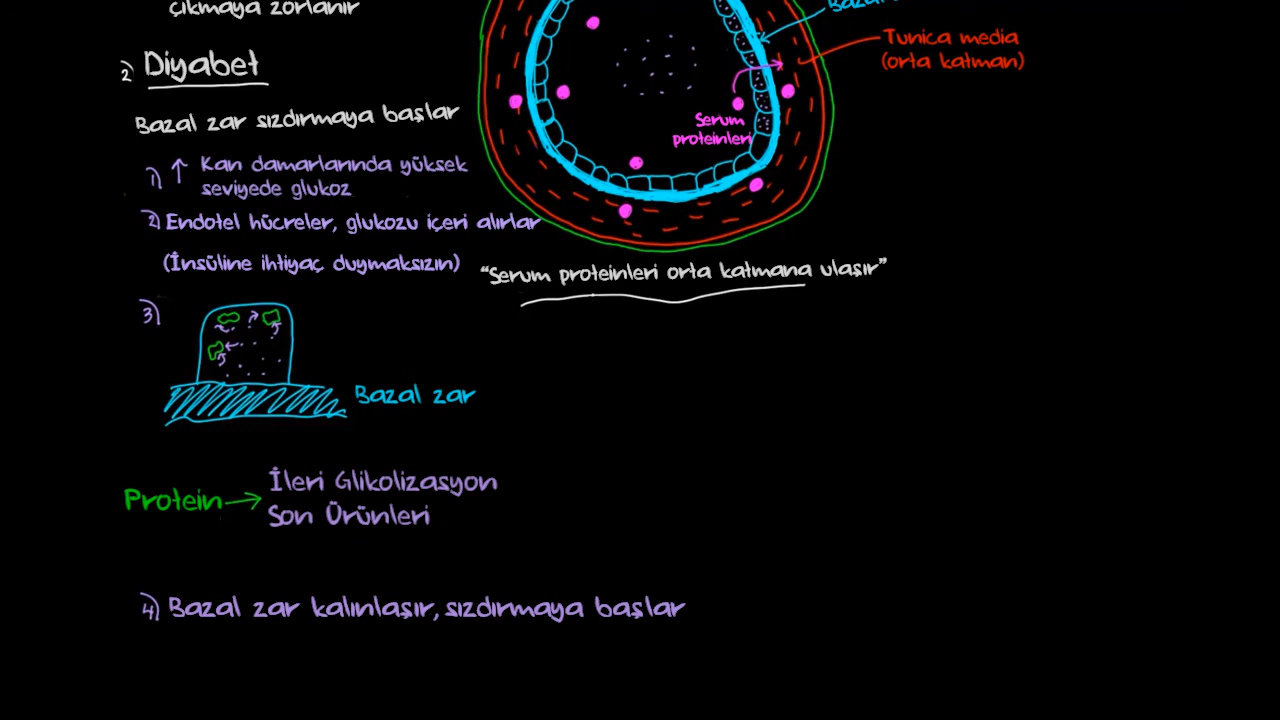 çıkmaya zorlanır
2) Diyabet
Bazal zar sızdırmaya başlar
1) ↑ Kan damarlarında yüksek
seviyede glukoz
2) Endotel hücreler, glukozu içeri alırlar
(İnsüline ihtiyaç duymaksızın)
3)
Bazal zar
Protein → İleri Glikolizasyon
Son Ürünleri
4) Bazal zar kalınlaşır, sızdırmaya başlar
Tunica media
(orta katman)
Serum
proteinleri
"Serum proteinleri orta katmana ulaşır"